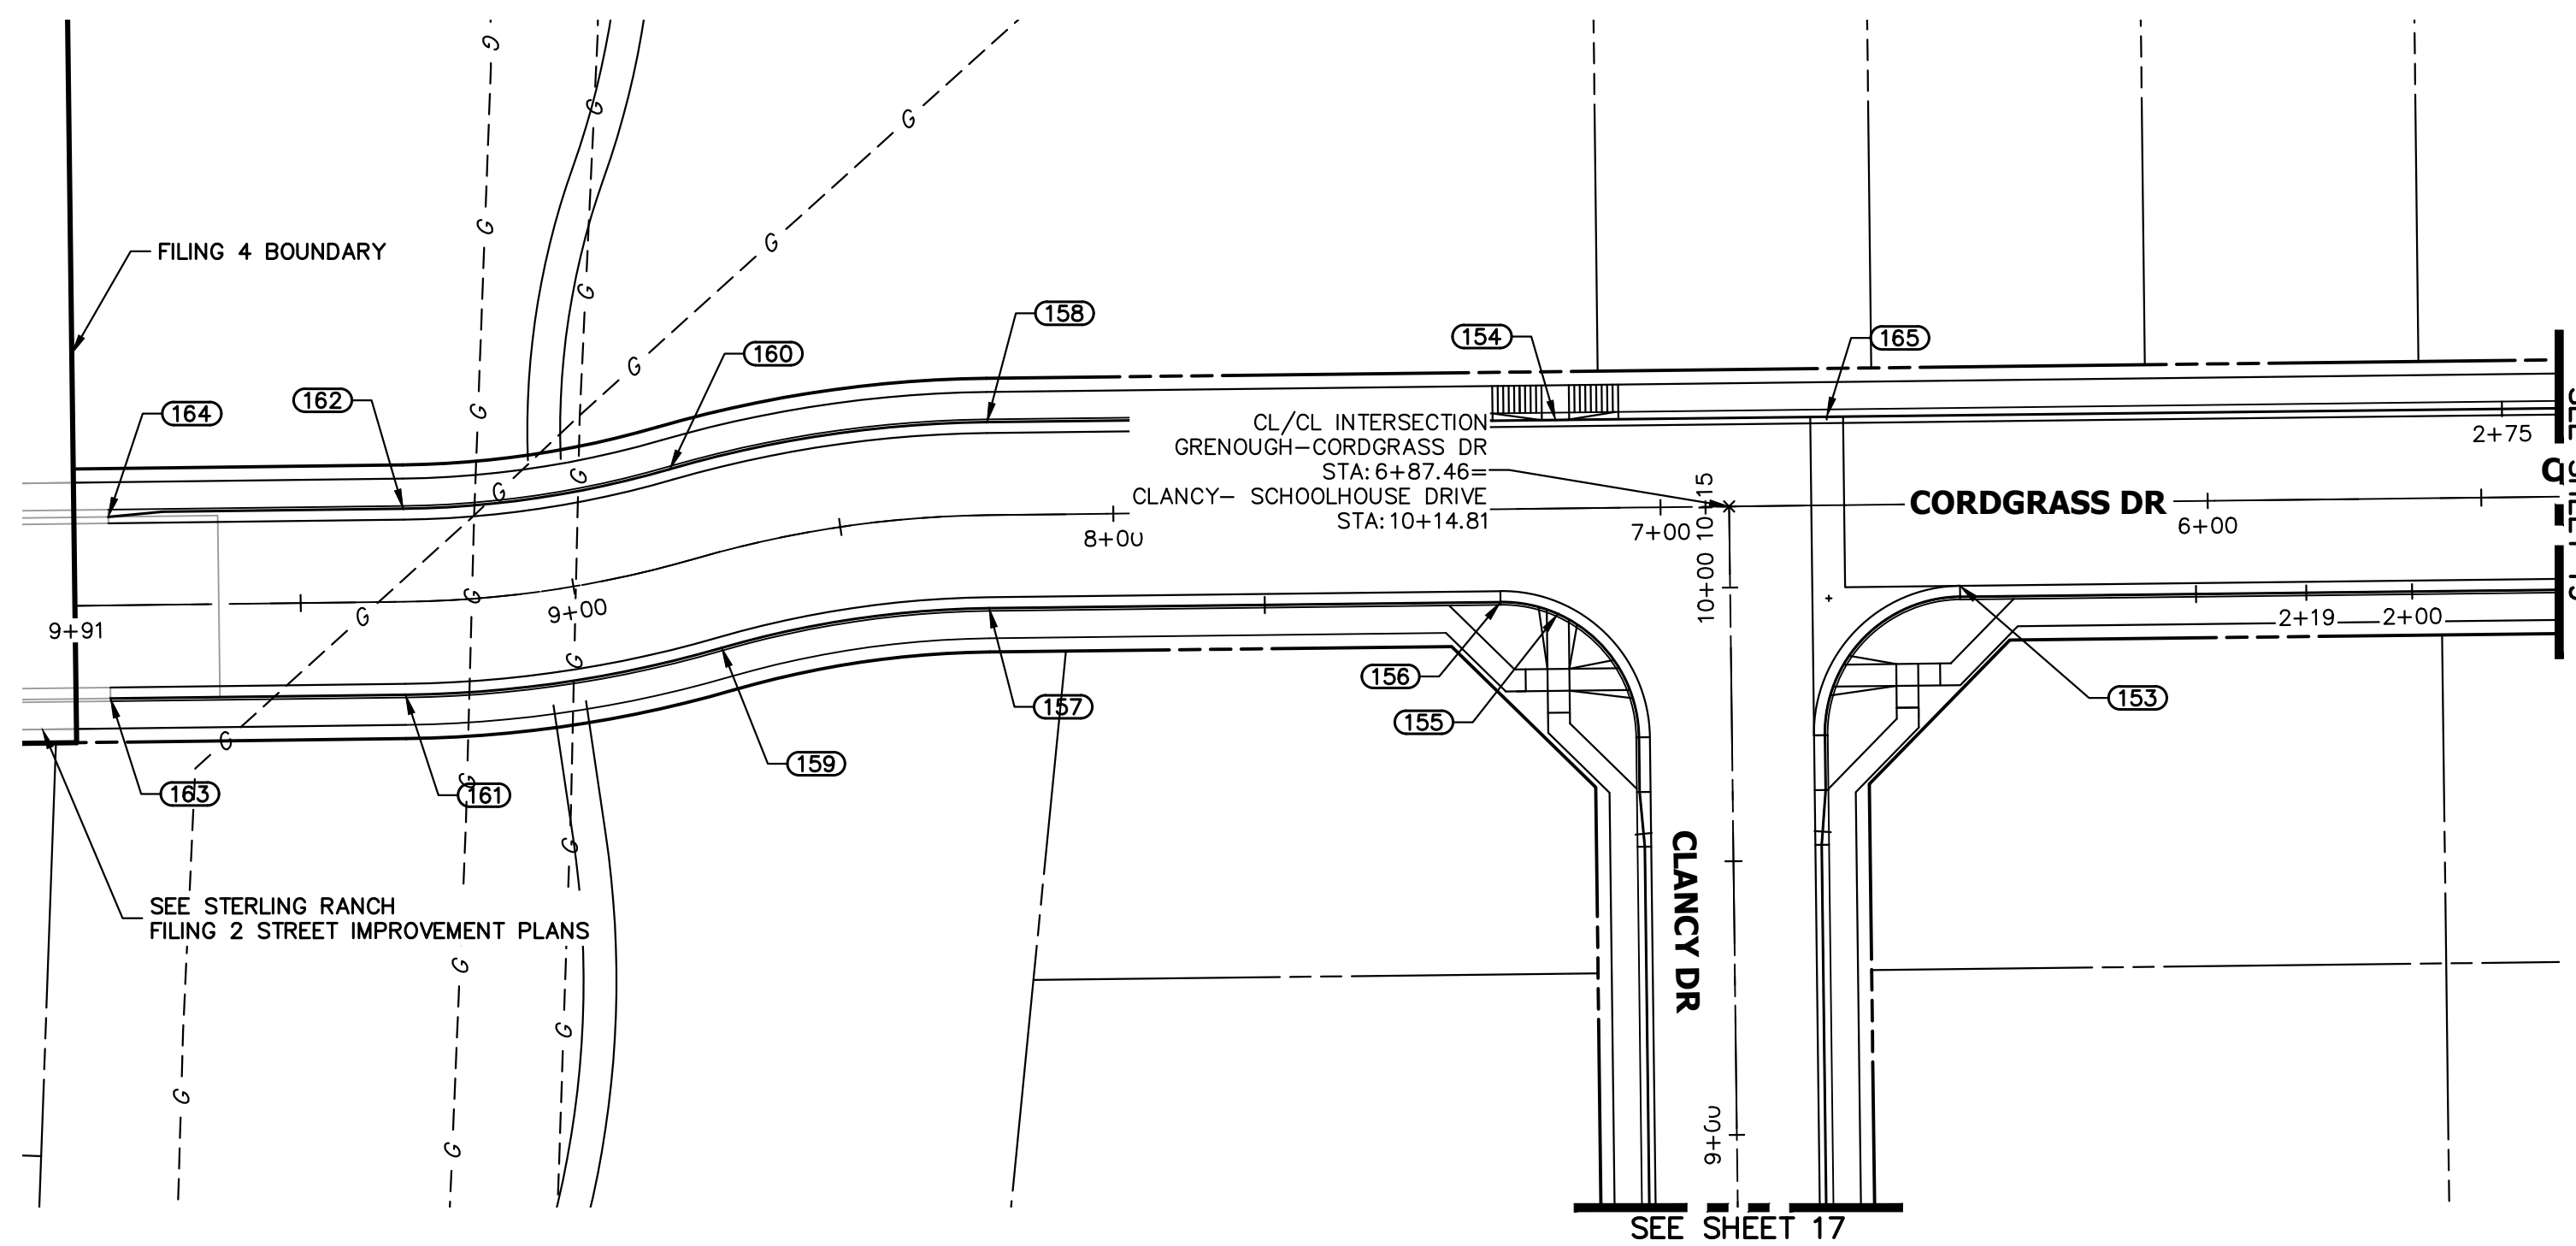 G
G
G
G
FILING 4 BOUNDARY
G
G
G
158
154
165
160
G
162
164
G
CL/CL INTERSECTION
GRENOUGH-CORDGRASS DR
STA: 6+87.46=
CLANCY- SCHOOLHOUSE DRIVE
STA: 10+14.81
2+75
G
G
10+15
CORDGRASS DR
8+00
7+00
6+00
10+00
G
G
9+00
9+91
2+19
2+00
G
156
153
157
155
G
159
163
G
161
G
CLANCY DR
SEE STERLING RANCH
FILING 2 STREET IMPROVEMENT PLANS
G
G
G
G
9+00
SEE SHEET 17